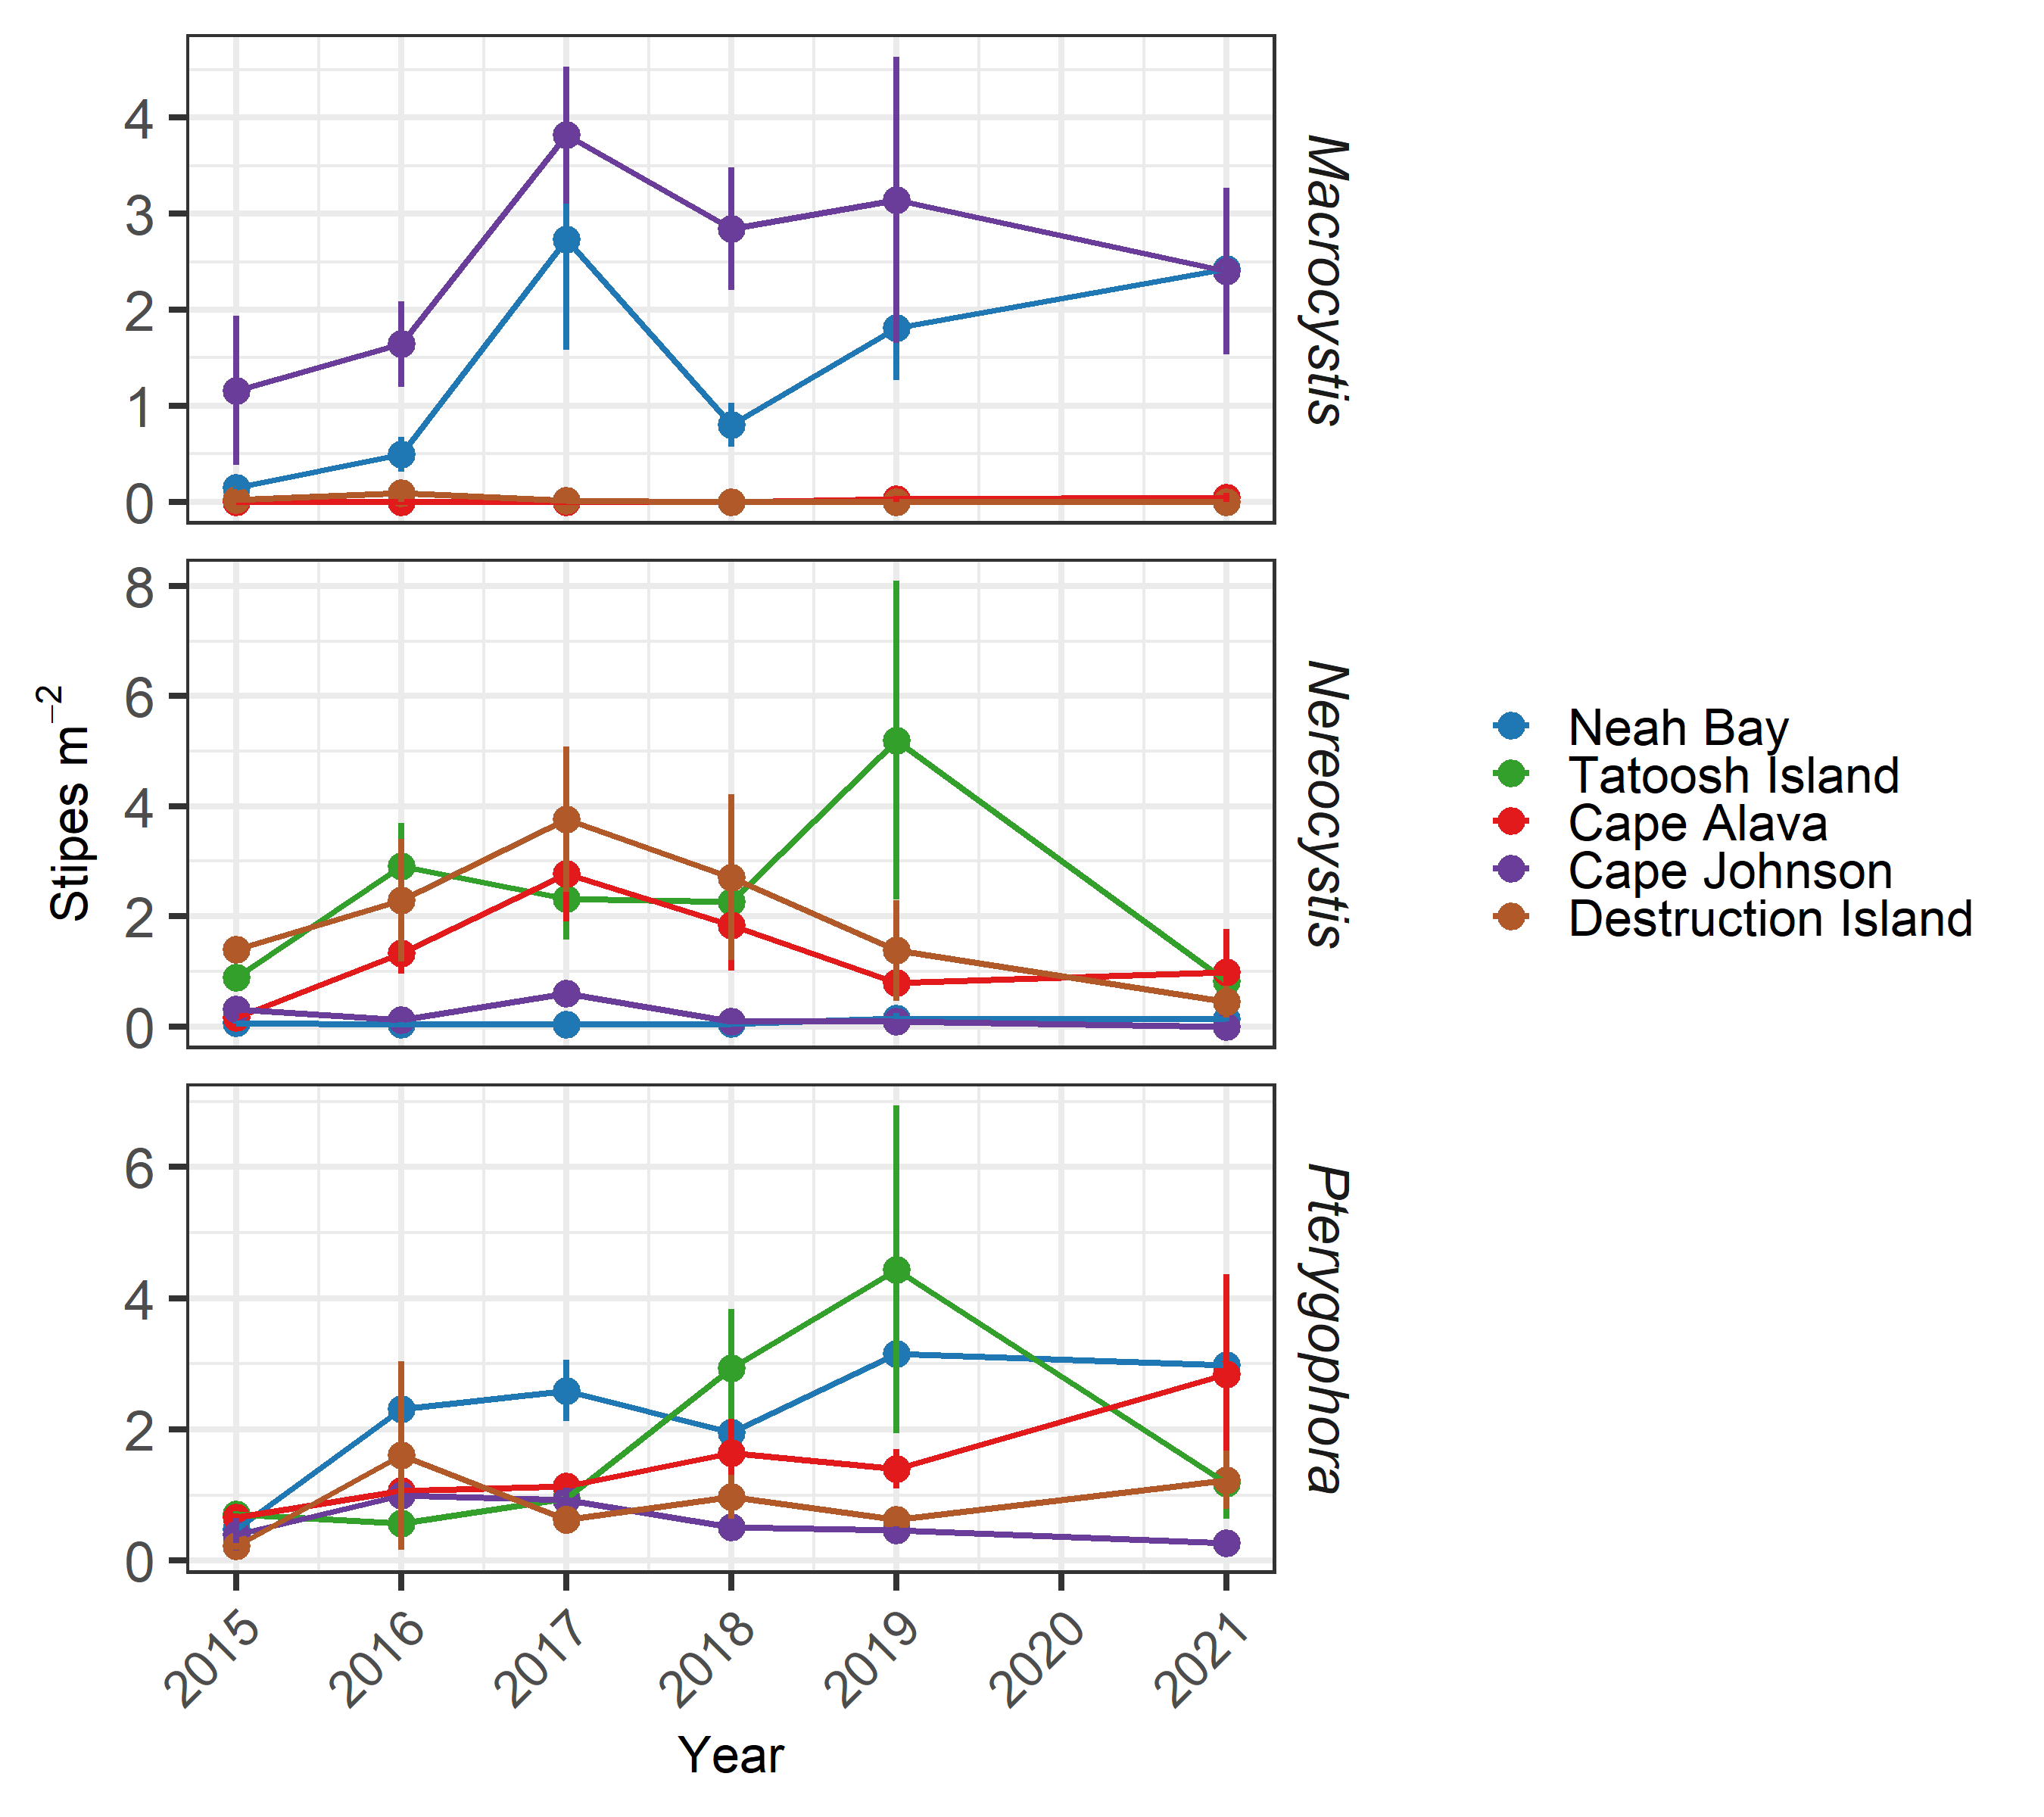 4
3
2
1
0
Macrocystis
8
6
4
2
0
Nereocystis
Stipes m⁻²
6
4
2
0
Pterygophora
2015
2016
2017
2018
2019
2020
2021
Year
Neah Bay
Tatoosh Island
Cape Alava
Cape Johnson
Destruction Island